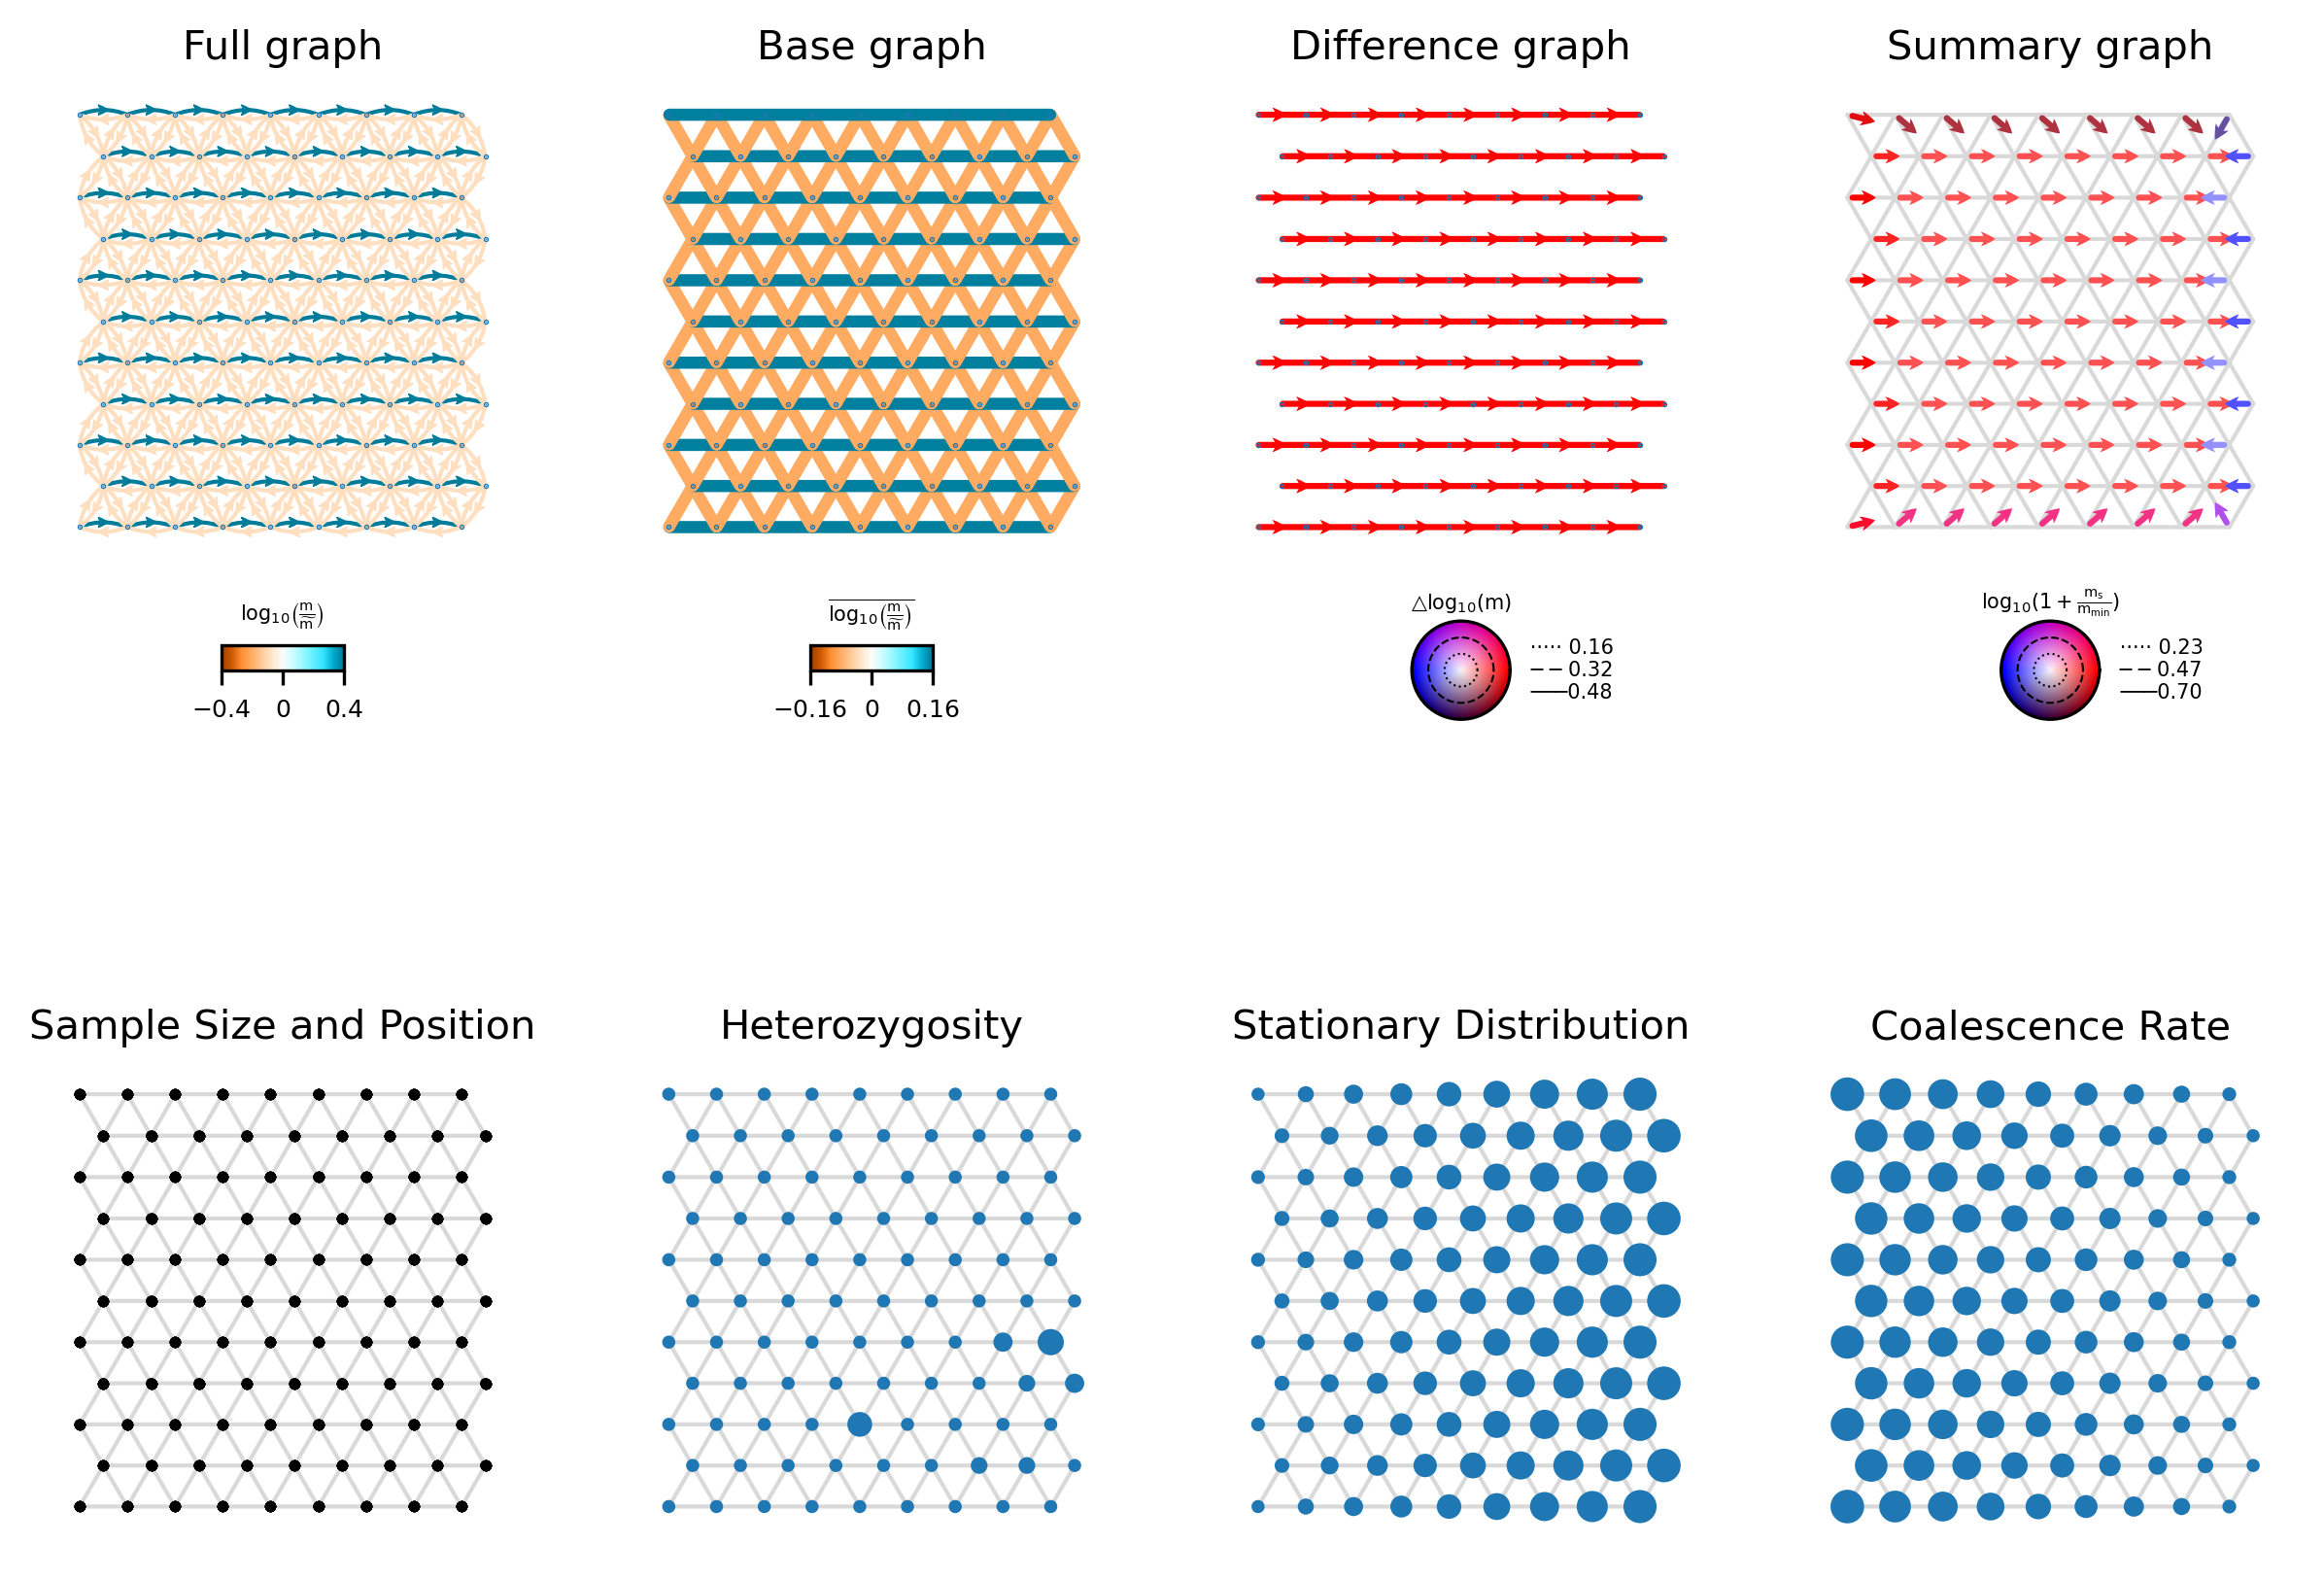 Full graph
Base graph
Difference graph
Summary graph
log₁₀(m/m̃)
−0.4 0 0.4
log₁₀(m/m̃)
−0.16 0 0.16
△log₁₀(m)
0.16
0.32
0.48
log₁₀(1 + mₛ/m_min)
0.23
0.47
0.70
Sample Size and Position
Heterozygosity
Stationary Distribution
Coalescence Rate